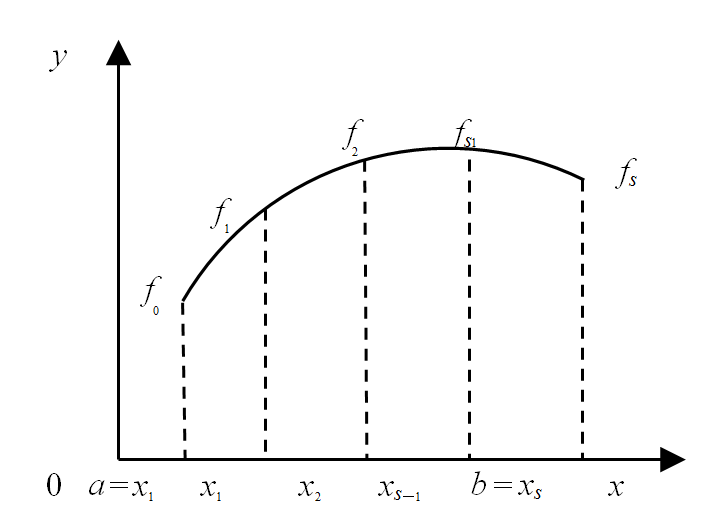 y
f₂ fs1
fs
f₁
f₀
0 a=x₁ x₁ x₂ xs−1 b=xs x